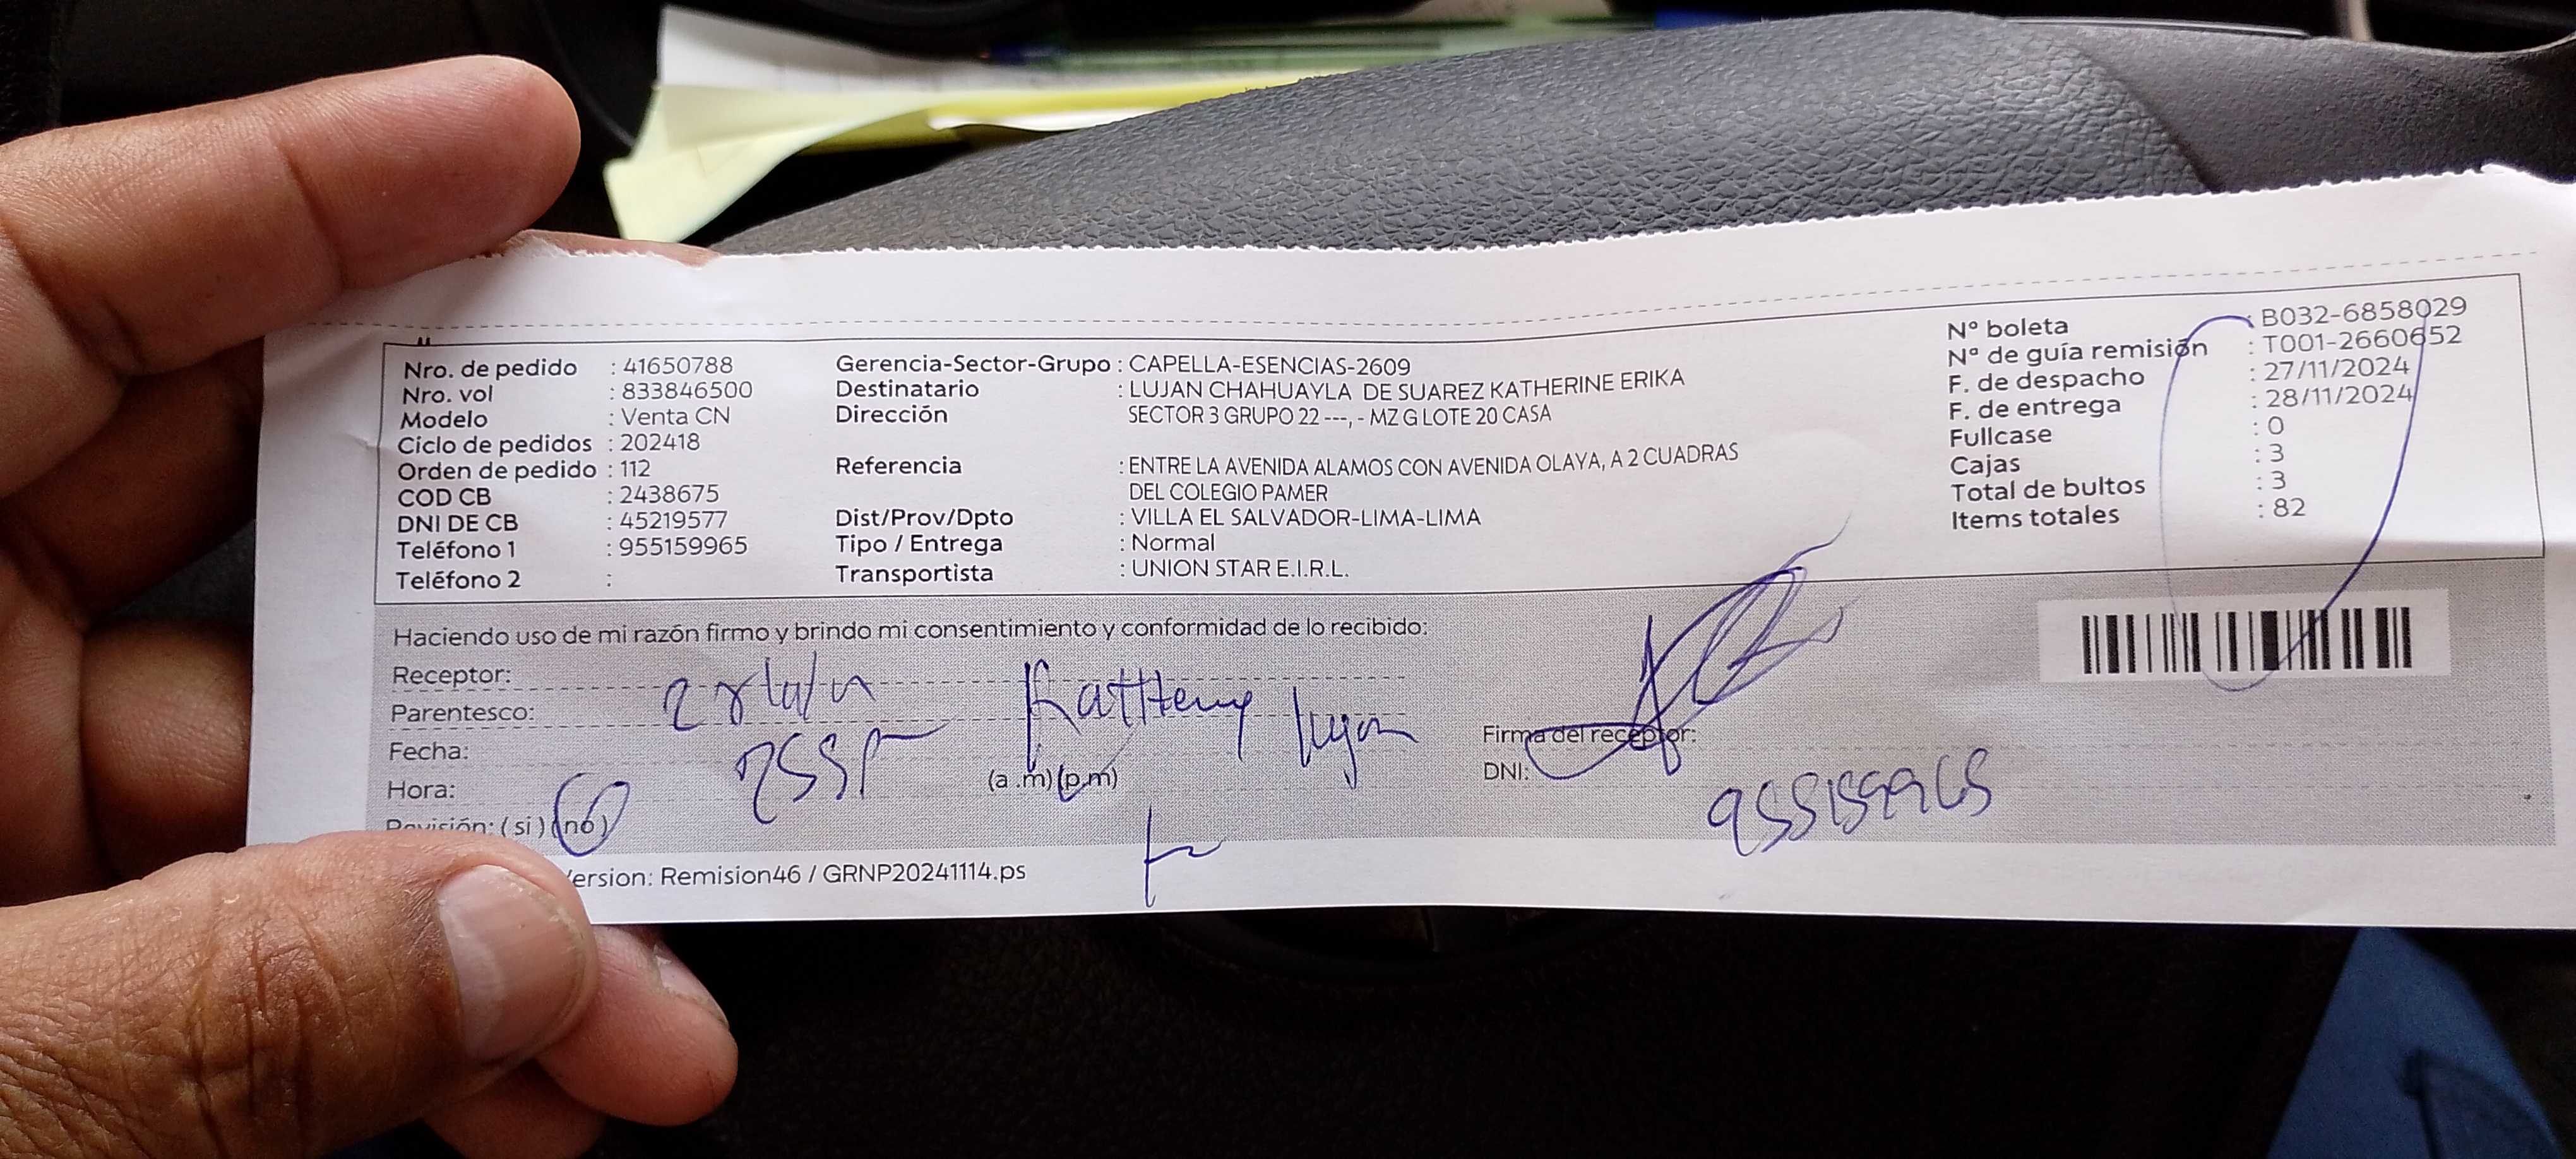 Nro. de pedido : 41650788
Nro. vol : 833846500
Modelo : Venta CN
Ciclo de pedidos : 202418
Orden de pedido : 112
COD CB : 2438675
DNI DE CB : 45219577
Teléfono 1 : 955159965
Teléfono 2 :
Gerencia-Sector-Grupo : CAPELLA-ESENCIAS-2609
Destinatario : LUJAN CHAHUAYLA DE SUAREZ KATHERINE ERIKA
Dirección SECTOR 3 GRUPO 22 ---, - MZ G LOTE 20 CASA
Referencia : ENTRE LA AVENIDA ALAMOS CON AVENIDA OLAYA, A 2 CUADRAS
DEL COLEGIO PAMER
Dist/Prov/Dpto : VILLA EL SALVADOR-LIMA-LIMA
Tipo / Entrega : Normal
Transportista : UNION STAR E.I.R.L.
N° boleta : B032-6858029
N° de guía remisión : T001-2660652
F. de despacho : 27/11/2024
F. de entrega : 28/11/2024
Fullcase : 0
Cajas : 3
Total de bultos : 3
Items totales : 82
Haciendo uso de mi razón firmo y brindo mi consentimiento y conformidad de lo recibido:
Receptor:
Parentesco:
Fecha:
Hora: (a .m) (p.m)
Revisión: ( si ) (no)
Firma del receptor:
DNI:
955159965
ersion: Remision46 / GRNP20241114.ps